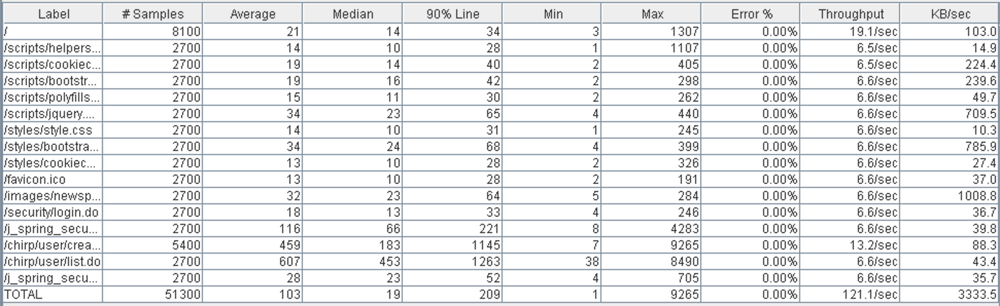 Label # Samples Average Median 90% Line Min Max Error % Throughput KB/sec
/ 8100 21 14 34 3 1307 0.00% 19.1/sec 103.0
/scripts/helpers... 2700 14 10 28 1 1107 0.00% 6.5/sec 14.9
/scripts/cookiec... 2700 19 14 40 2 405 0.00% 6.5/sec 224.4
/scripts/bootstr... 2700 19 16 42 2 298 0.00% 6.6/sec 239.6
/scripts/polyfills... 2700 15 11 30 2 262 0.00% 6.6/sec 49.7
/scripts/jquery.... 2700 34 23 65 4 440 0.00% 6.6/sec 709.5
/styles/style.css 2700 14 10 31 1 245 0.00% 6.6/sec 10.3
/styles/bootstra... 2700 34 24 68 4 399 0.00% 6.6/sec 785.9
/styles/cookiec... 2700 13 10 28 2 326 0.00% 6.6/sec 27.4
/favicon.ico 2700 13 10 28 2 191 0.00% 6.6/sec 37.0
/images/newsp... 2700 32 23 64 5 284 0.00% 6.6/sec 1008.8
/security/login.do 2700 18 13 33 4 246 0.00% 6.6/sec 36.7
/j_spring_secu... 2700 116 66 221 8 4283 0.00% 6.6/sec 39.8
/chirp/user/crea... 5400 459 183 1145 7 9265 0.00% 13.2/sec 88.3
/chirp/user/list.do 2700 607 453 1263 38 8490 0.00% 6.6/sec 43.4
/j_spring_secu... 2700 28 23 52 4 705 0.00% 6.6/sec 35.7
TOTAL 51300 103 19 209 1 9265 0.00% 121.1/sec 3333.5